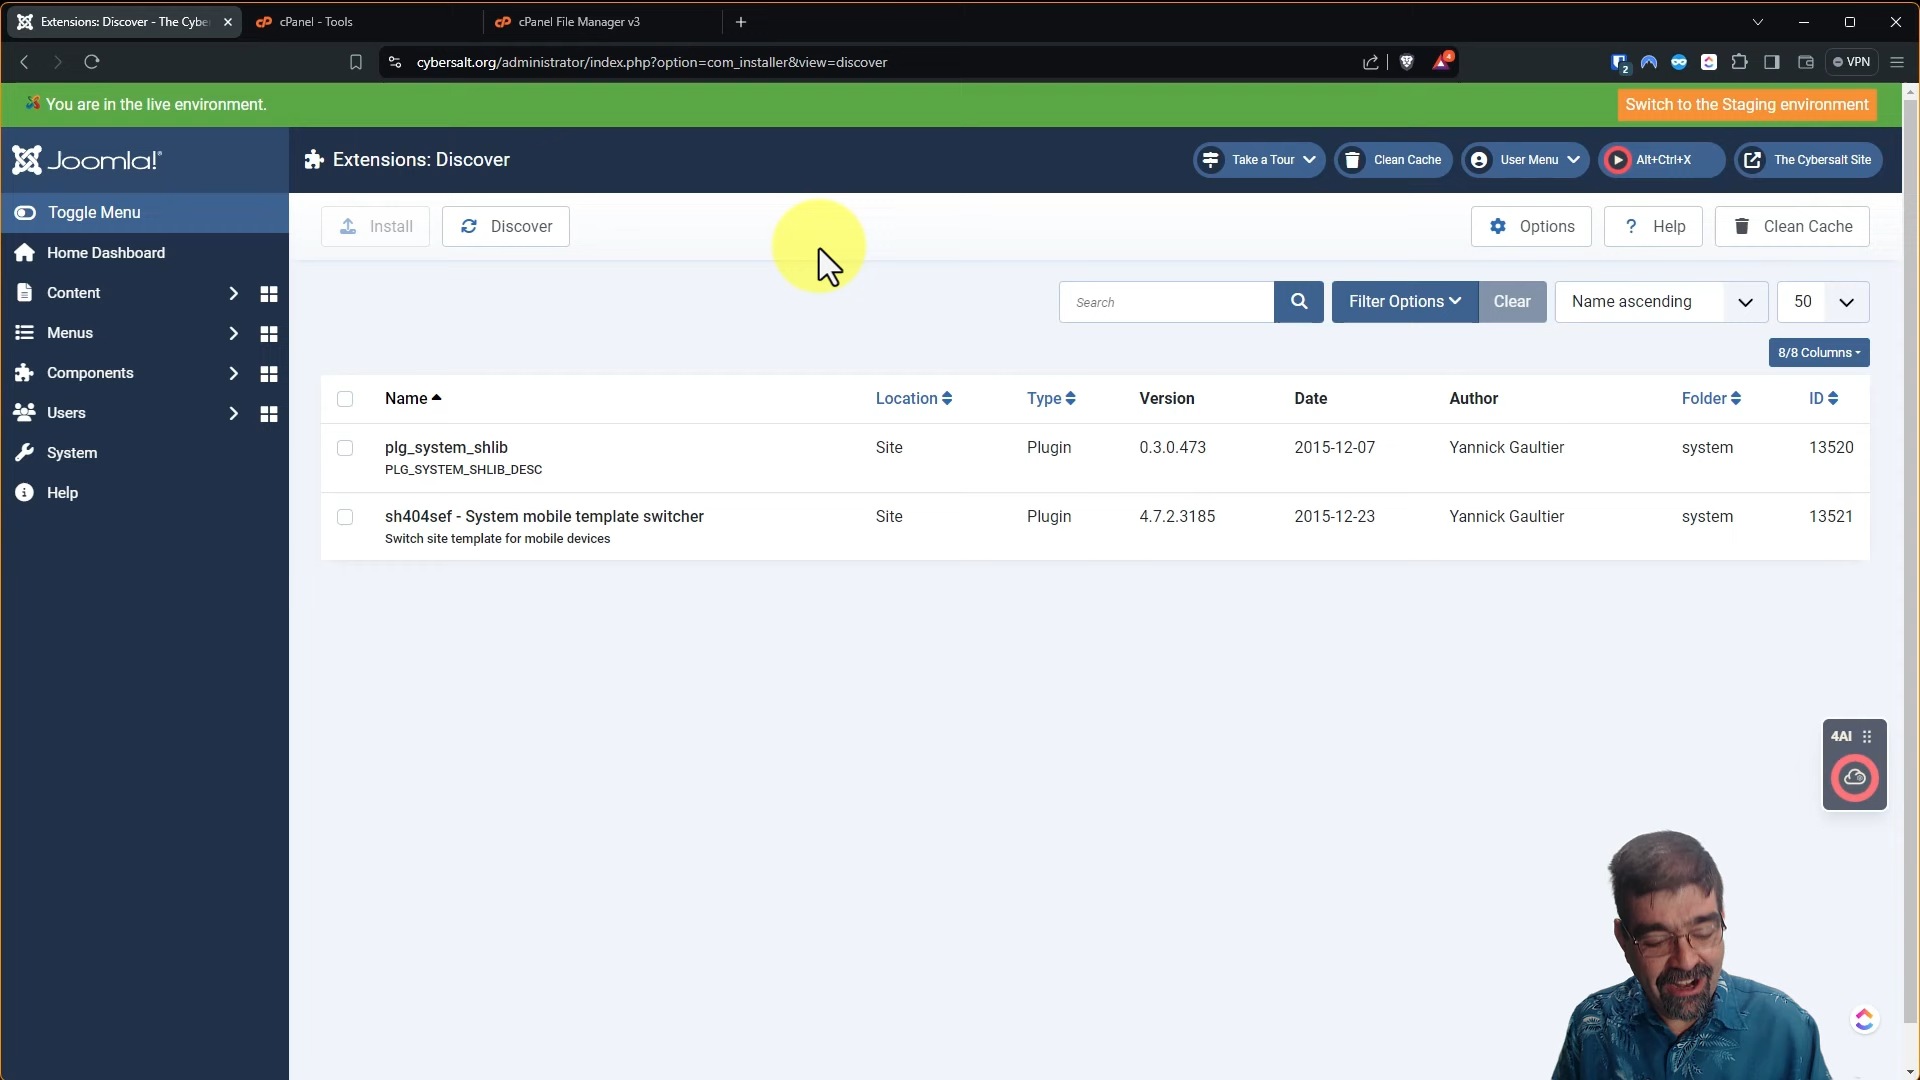 Extensions: Discover - The Cybe
cPanel - Tools
cPanel File Manager v3
cybersalt.org/administrator/index.php?option=com_installer&view=discover
4
2
VPN
You are in the live environment.
Switch to the Staging environment
Joomla!
Extensions: Discover
Take a Tour
Clean Cache
User Menu
Alt+Ctrl+X
The Cybersalt Site
Toggle Menu
Home Dashboard
Content
Menus
Components
Users
System
Help
Install
Discover
Options
? Help
Clean Cache
Search
Filter Options
Clear
Name ascending
50
8/8 Columns
Name Location Type Version Date Author Folder ID
plg_system_shlib Site Plugin 0.3.0.473 2015-12-07 Yannick Gaultier system 13520
PLG_SYSTEM_SHLIB_DESC
sh404sef - System mobile template switcher Site Plugin 4.7.2.3185 2015-12-23 Yannick Gaultier system 13521
Switch site template for mobile devices
4AI